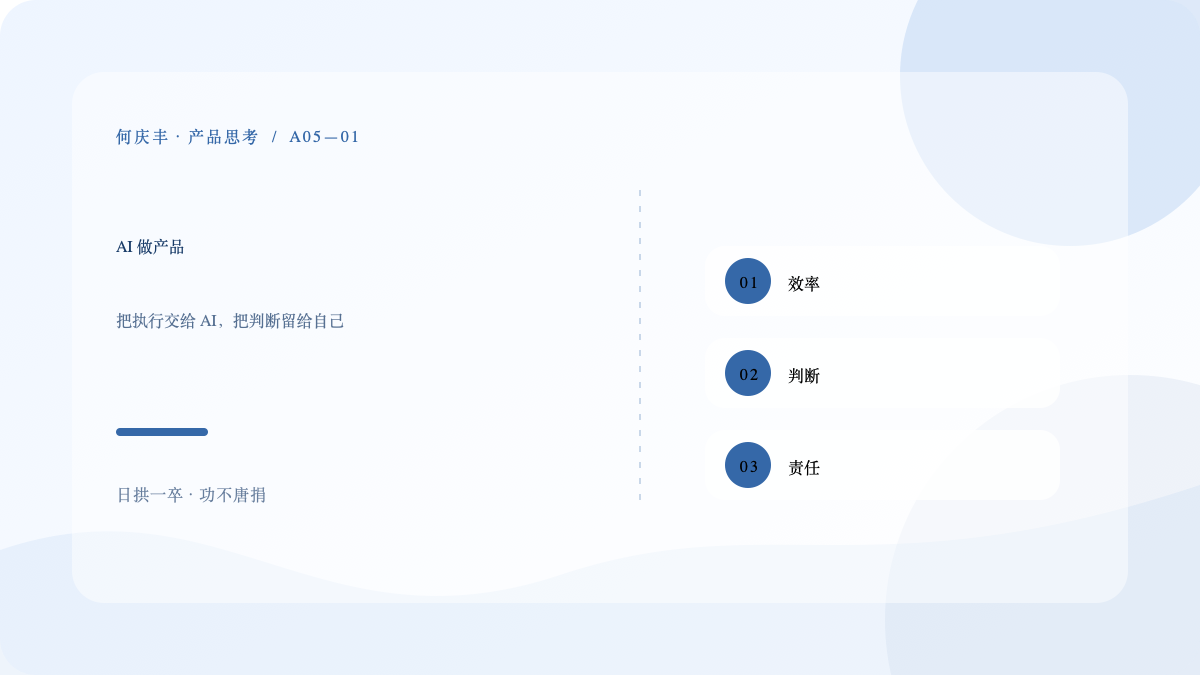 何庆丰 · 产品思考 / A05—01
AI 做产品
把执行交给 AI，把判断留给自己
日拱一卒 · 功不唐捐
01 效率
02 判断
03 责任